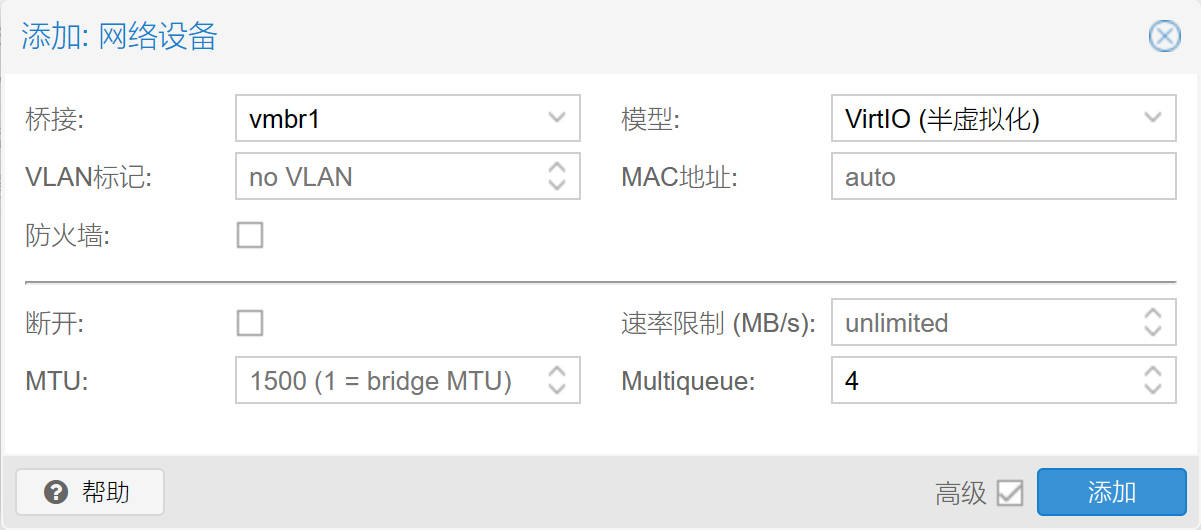 添加: 网络设备
桥接: vmbr1 模型: VirtIO (半虚拟化)
VLAN标记: no VLAN MAC地址: auto
防火墙:
断开: 速率限制 (MB/s): unlimited
MTU: 1500 (1 = bridge MTU) Multiqueue: 4
帮助 高级 添加